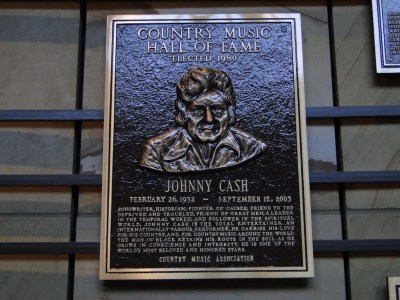 COUNTRY MUSIC
HALL OF FAME
ELECTED 1980
JOHNNY CASH
FEBRUARY 26, 1932 – SEPTEMBER 12, 2003
SONGWRITER, HISTORIAN, FIGHTER OF CAUSES, FRIEND TO THE
DEPRIVED AND TROUBLED, FRIEND OF GREAT MEN, A LEADER
IN THE TEMPORAL WORLD, AND FOLLOWER IN THE SPIRITUAL
WORLD, JOHNNY CASH IS THE TOTAL ENTERTAINER. AN
INTERNATIONALLY FAMOUS PERFORMER, HE CARRIES HIS LOVE
FOR HIS COUNTRY, AND FOR COUNTRY MUSIC AROUND THE WORLD.
THE MAN IN BLACK RETAINS HIS ROOTS IN THE SOIL AS HE
GROWS IN CONSCIENCE AND INTEGRITY. HE IS ONE OF THE
WORLD'S MOST BELOVED AND HONORED STARS.
COUNTRY MUSIC ASSOCIATION